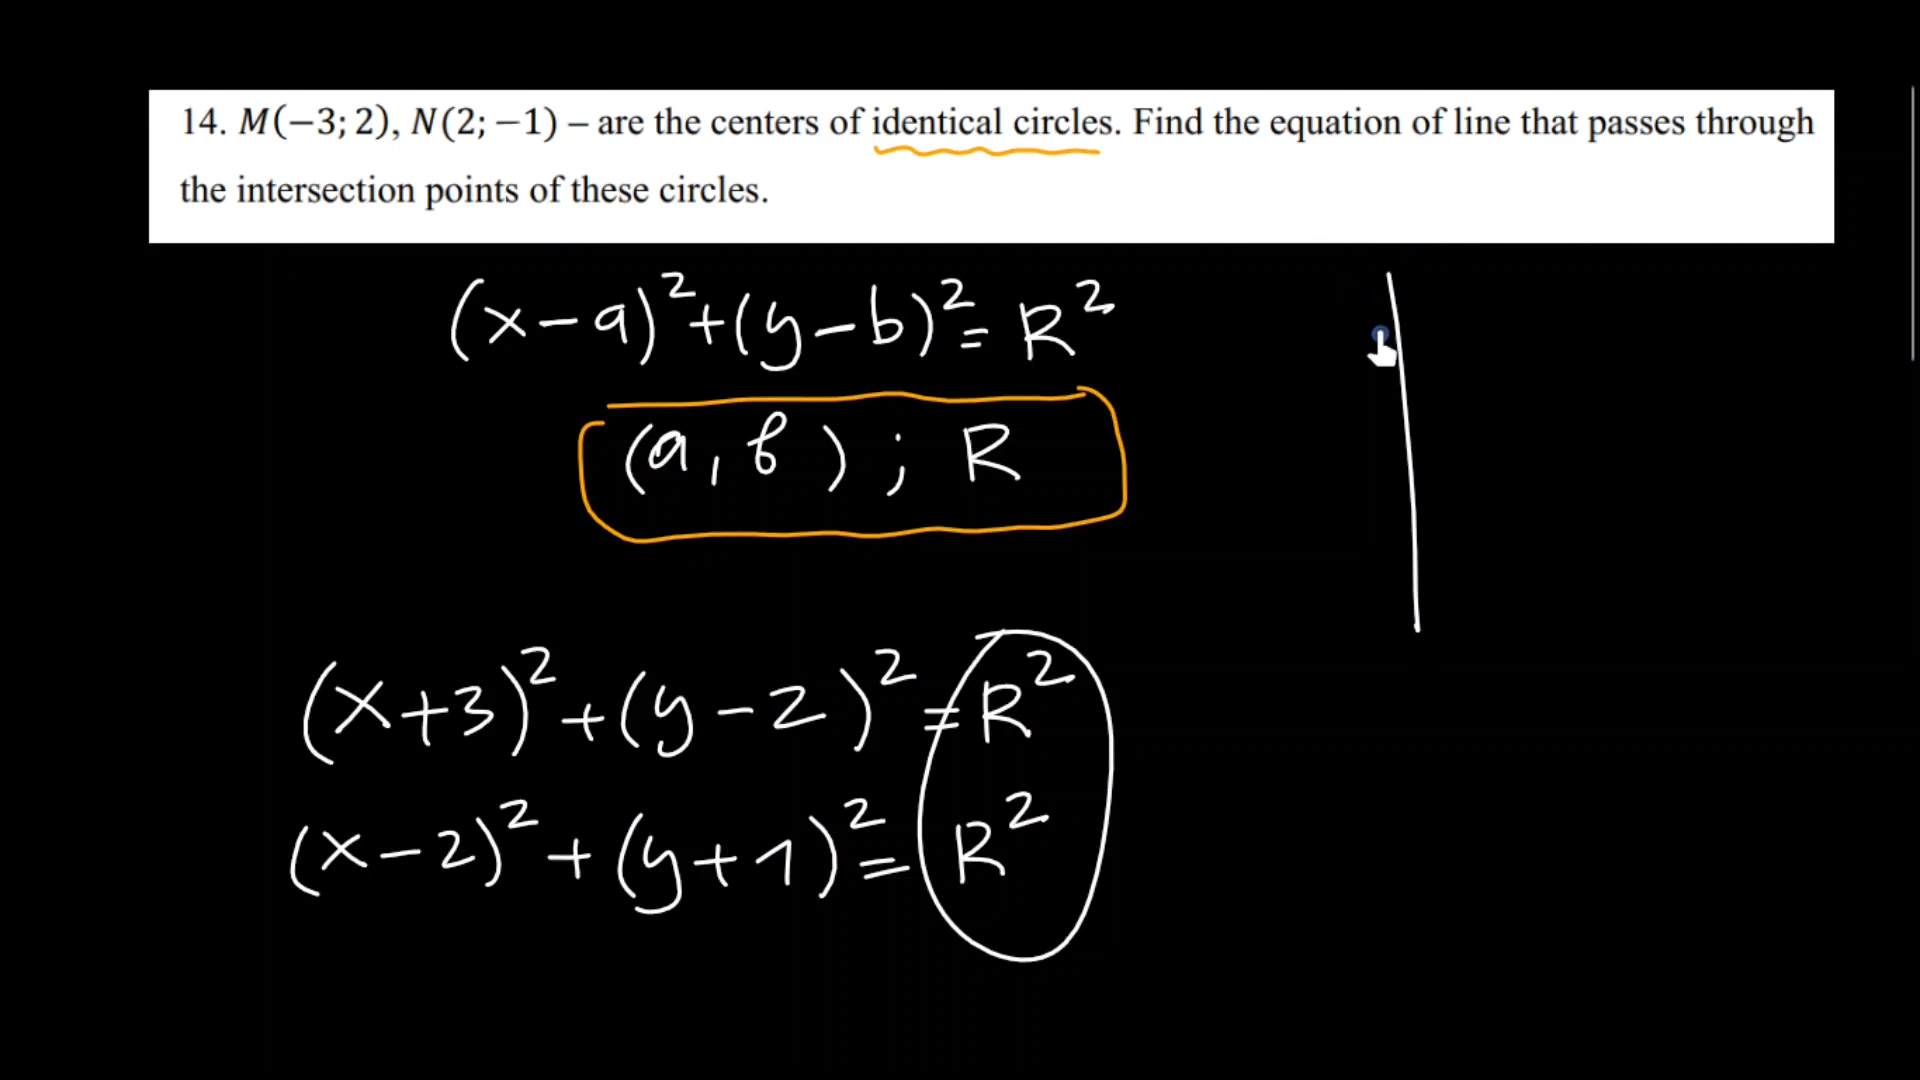 14. M(−3; 2), N(2; −1) – are the centers of identical circles. Find the equation of line that passes through
the intersection points of these circles.
(x-a)²+(y-b)²=R²
(a, b) ; R
(x+3)²+(y-2)²=R²
(x-2)²+(y+1)²=R²